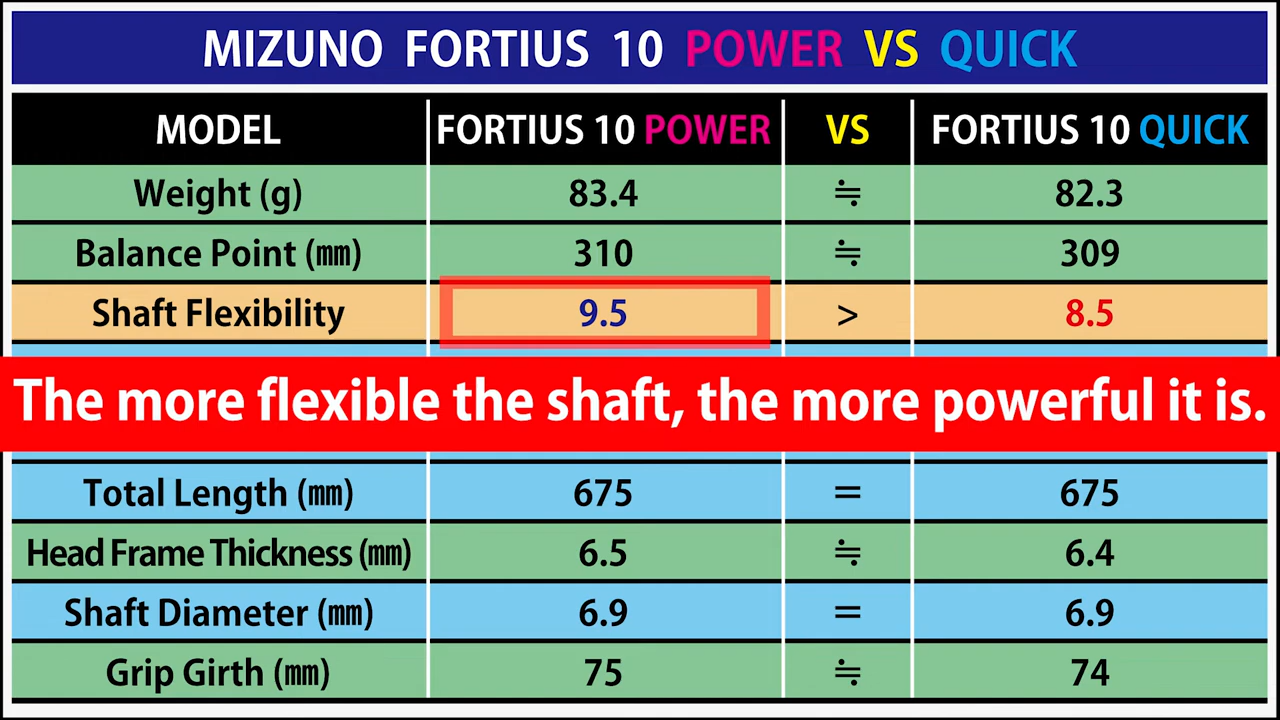 MIZUNO FORTIUS 10 POWER VS QUICK
MODEL FORTIUS 10 POWER VS FORTIUS 10 QUICK
Weight (g) 83.4 ≒ 82.3
Balance Point (㎜) 310 ≒ 309
Shaft Flexibility 9.5 > 8.5
The more flexible the shaft, the more powerful it is.
Total Length (㎜) 675 = 675
Head Frame Thickness (㎜) 6.5 ≒ 6.4
Shaft Diameter (㎜) 6.9 = 6.9
Grip Girth (㎜) 75 ≒ 74